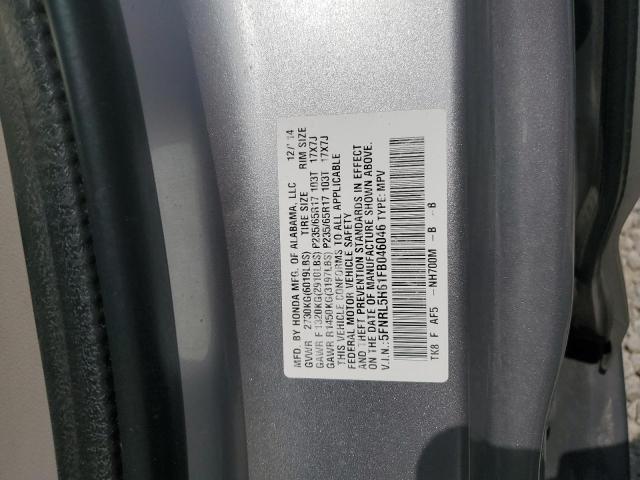 MFD. BY HONDA MFG. OF ALABAMA, LLC 12/14
GVWR 2730KG(6019LBS) TIRE SIZE RIM SIZE
GAWR F1320KG(2910LBS) P235/65R17 103T 17X7J
GAWR R1450KG(3197LBS) P235/65R17 103T 17X7J
THIS VEHICLE CONFORMS TO ALL APPLICABLE
FEDERAL MOTOR VEHICLE SAFETY
AND THEFT PREVENTION STANDARDS IN EFFECT
ON THE DATE OF MANUFACTURE SHOWN ABOVE.
V.I.N.: 5FNRL5H61FB046046 TYPE: MPV
TK8 F AF5 -NH700M -B -B